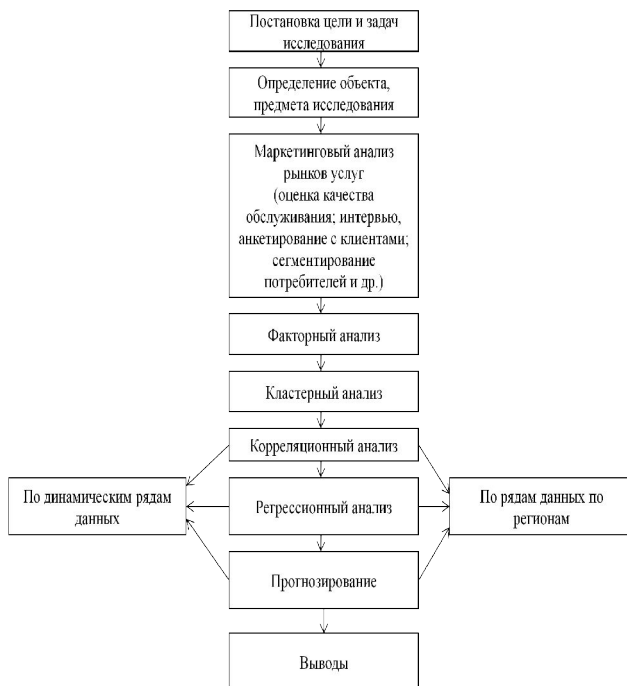 Постановка цели и задач
исследования
Определение объекта,
предмета исследования
Маркетинговый анализ
рынков услуг
(оценка качества
обслуживания; интервью,
анкетирование с клиентами;
сегментирование
потребителей и др.)
Факторный анализ
Кластерный анализ
Корреляционный анализ
По динамическим рядам
данных
Регрессионный анализ
По рядам данных по
регионам
Прогнозирование
Выводы